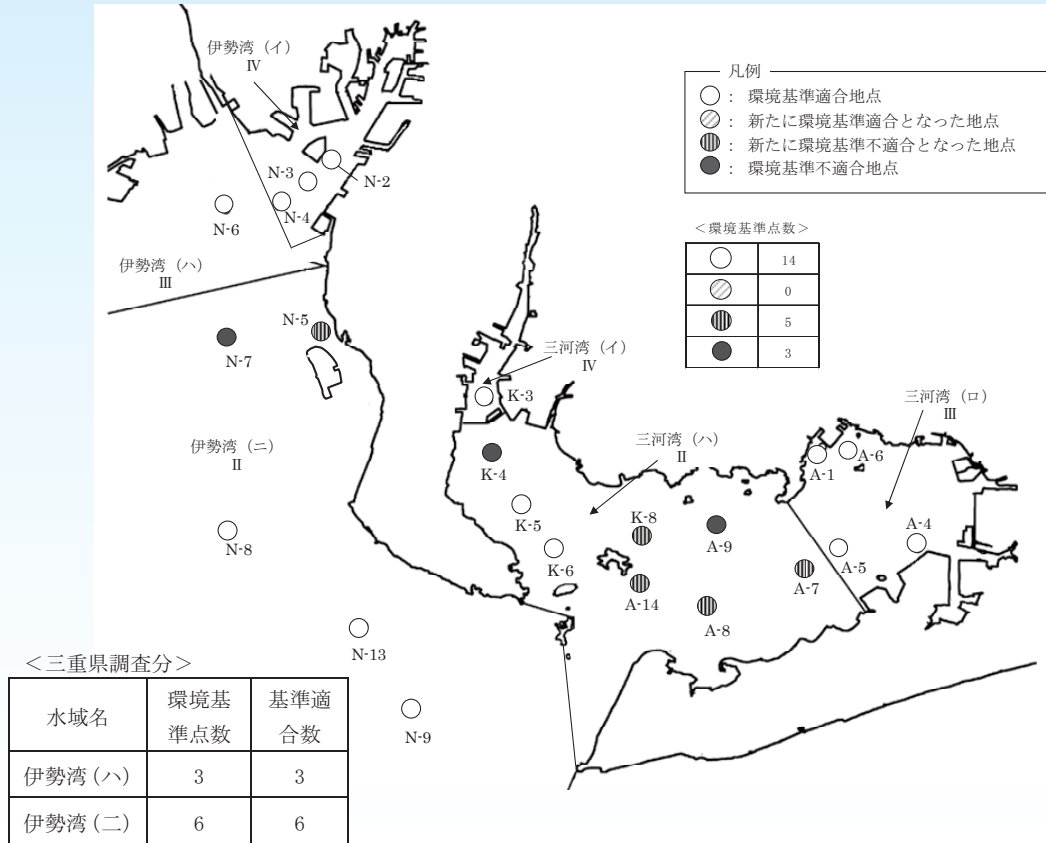 伊勢湾（イ）
Ⅳ
凡例
○ ： 環境基準適合地点
： 新たに環境基準適合となった地点
： 新たに環境基準不適合となった地点
● ： 環境基準不適合地点
N-3
N-2
N-4
N-6
＜環境基準点数＞
14
0
5
3
伊勢湾（ハ）
Ⅲ
N-5
N-7
三河湾（イ）
Ⅳ
K-3
三河湾（ロ）
Ⅲ
伊勢湾（ニ）
Ⅱ
三河湾（ハ）
Ⅱ
K-4
A-1
A-6
K-5
K-8
A-9
A-4
N-8
K-6
A-5
A-7
A-14
A-8
N-13
N-9
＜三重県調査分＞
水域名
環境基準点数
基準適合数
伊勢湾（ハ） 3 3
伊勢湾（ニ） 6 6